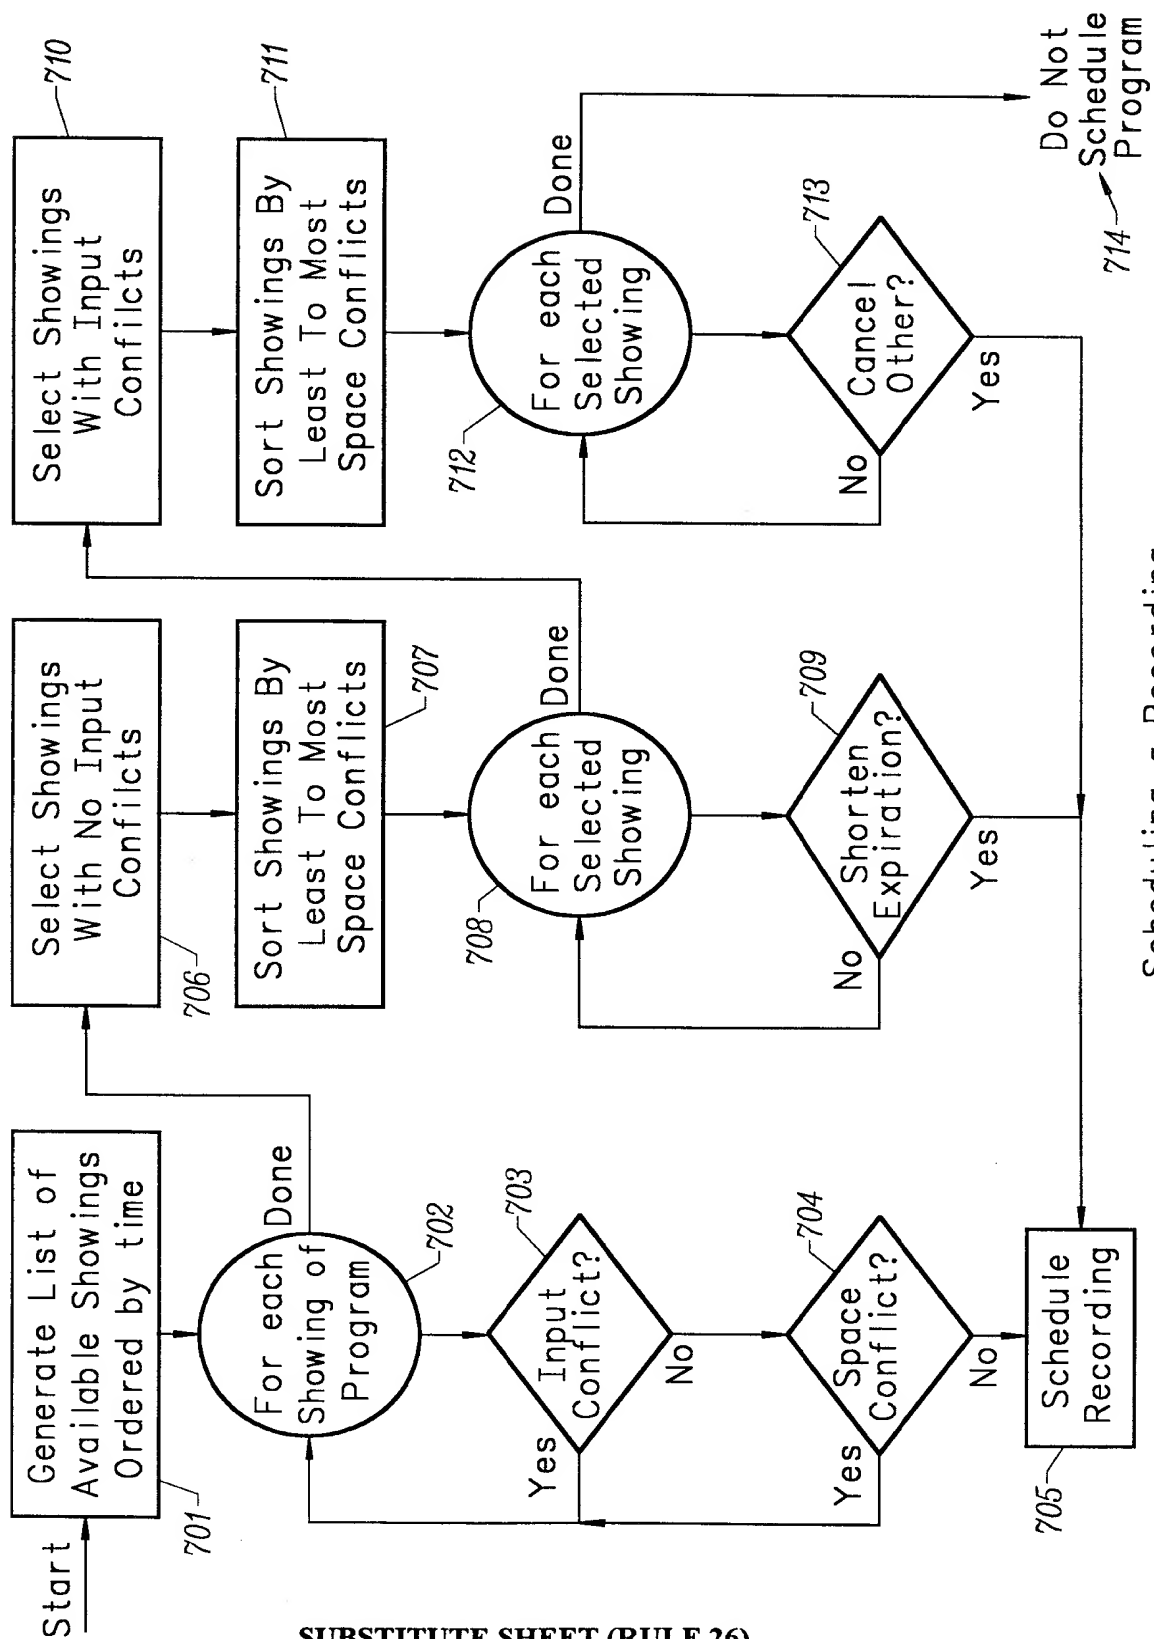 Start
Generate List of
Available Showings
Ordered by time
701
For each
Showing of
Program
Done
702
Input
Conflict?
703
Yes
No
Space
Conflict?
704
Yes
No
Schedule
Recording
705
Select Showings
With No Input
Confilcts
706
Sort Showings By
Least To Most
Space Conflicts
707
For each
Selected
Showing
Done
708
Shorten
Expiration?
709
No
Yes
Select Showings
With Input
Confilcts
710
Sort Showings By
Least To Most
Space Conflicts
711
For each
Selected
Showing
Done
712
Cancel
Other?
713
No
Yes
Do Not
Schedule
Program
714
Scheduling a Recording
SUBSTITUTE SHEET (RULE 26)